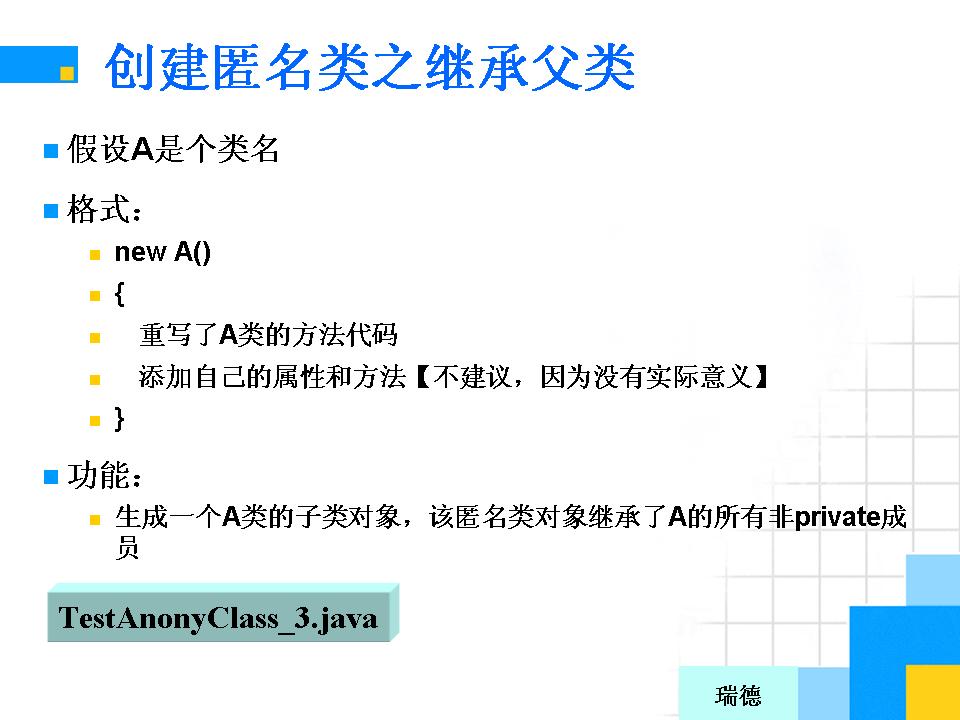 创建匿名类之继承父类
假设A是个类名
格式：
new A()
{
重写了A类的方法代码
添加自己的属性和方法【不建议，因为没有实际意义】
}
功能：
生成一个A类的子类对象，该匿名类对象继承了A的所有非private成
员
TestAnonyClass_3.java
瑞德